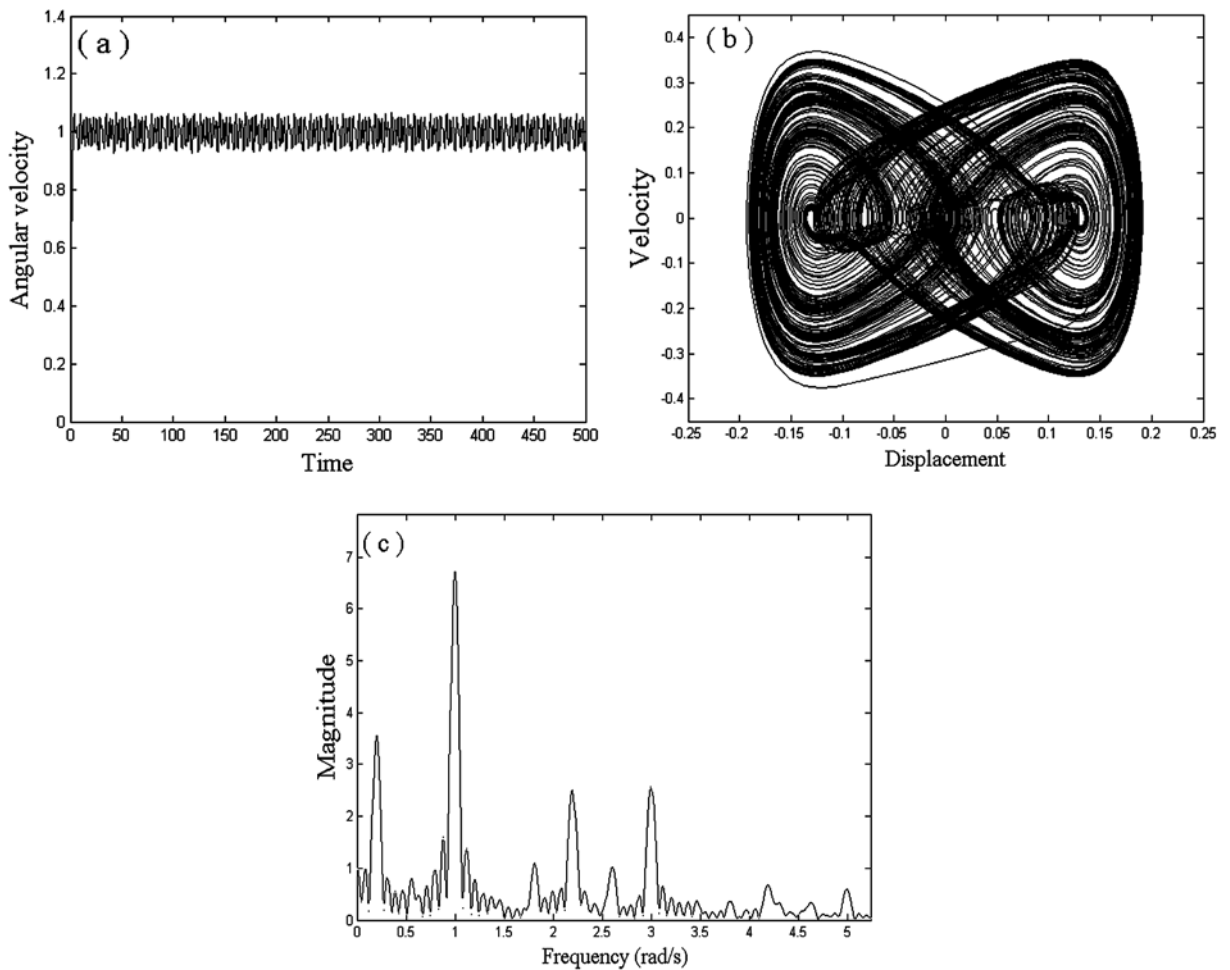 ( a )
1.4
1.2
1
0.8
0.6
0.4
0.2
0
Angular velocity
0 50 100 150 200 250 300 350 400 450 500
Time
( b )
0.4
0.3
0.2
0.1
0
-0.1
-0.2
-0.3
-0.4
Velocity
-0.25 -0.2 -0.15 -0.1 -0.05 0 0.05 0.1 0.15 0.2 0.25
Displacement
( c )
7
6
5
4
3
2
1
0
Magnitude
0 0.5 1 1.5 2 2.5 3 3.5 4 4.5 5
Frequency (rad/s)